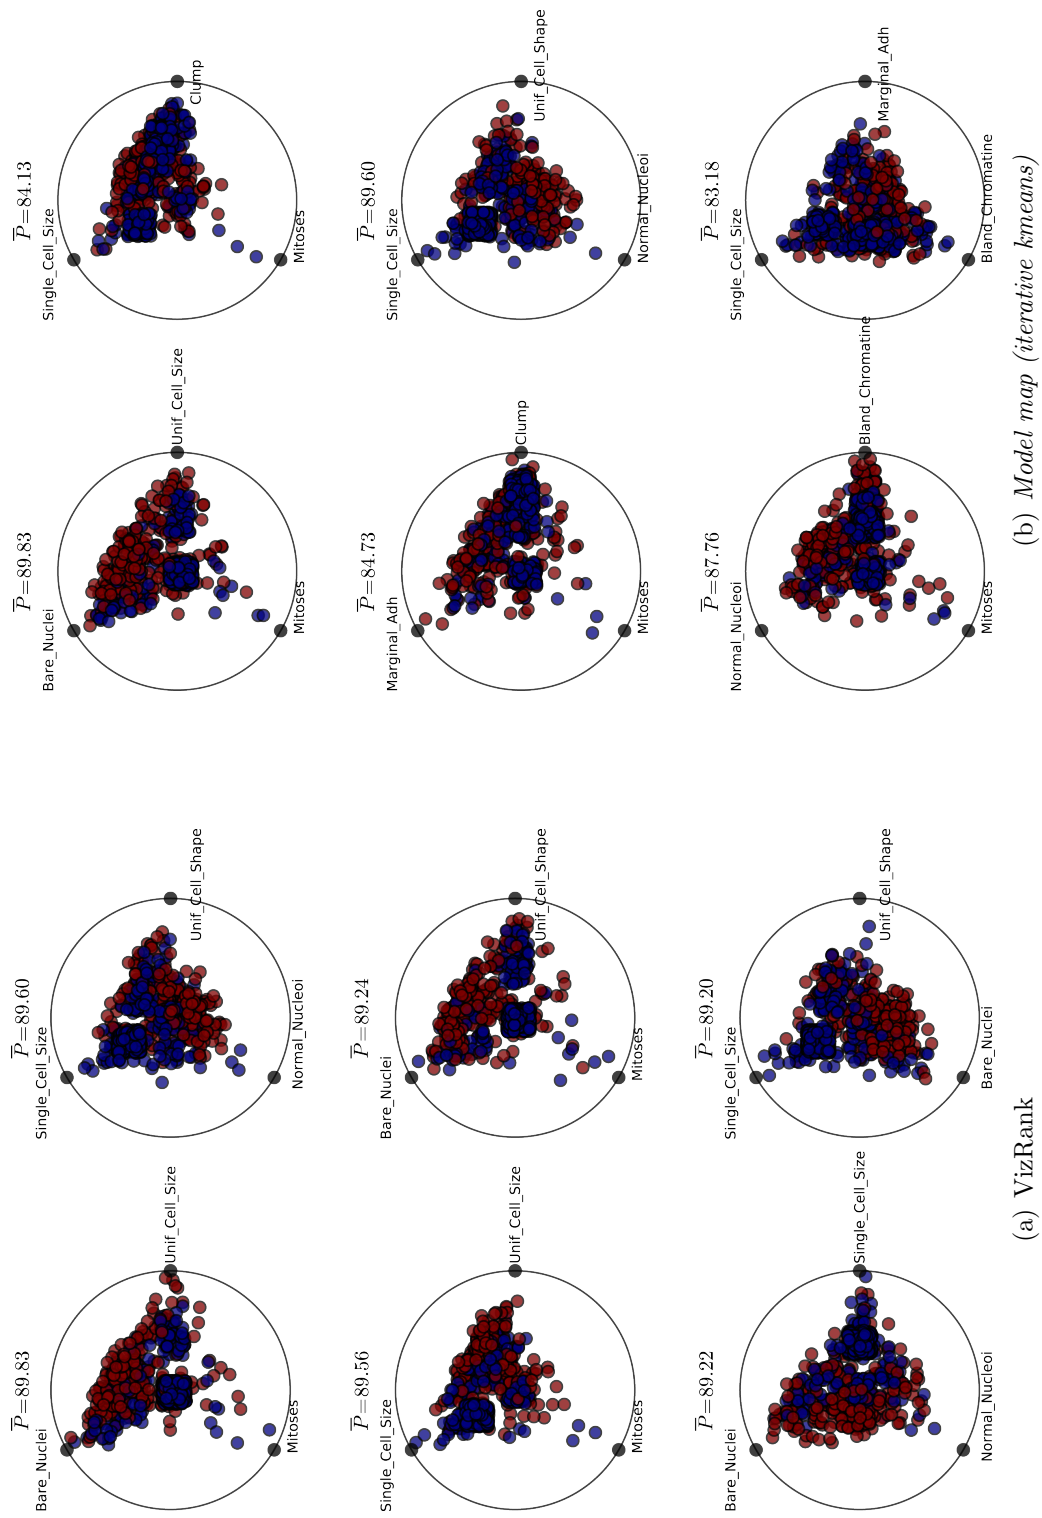 P=89.83
Bare_Nuclei
Unif_Cell_Size
Mitoses
P=89.60
Single_Cell_Size
Unif_Cell_Shape
Normal_Nucleoi
P=89.56
Single_Cell_Size
Unif_Cell_Size
Mitoses
P=89.24
Bare_Nuclei
Unif_Cell_Shape
Mitoses
P=89.22
Bare_Nuclei
Single_Cell_Size
Normal_Nucleoi
P=89.20
Single_Cell_Size
Unif_Cell_Shape
Bare_Nuclei
(a) VizRank
P=89.83
Bare_Nuclei
Unif_Cell_Size
Mitoses
P=84.13
Single_Cell_Size
Clump
Mitoses
P=84.73
Marginal_Adh
Clump
Mitoses
P=89.60
Single_Cell_Size
Unif_Cell_Shape
Normal_Nucleoi
P=87.76
Normal_Nucleoi
Bland_Chromatine
Mitoses
P=83.18
Single_Cell_Size
Marginal_Adh
Bland_Chromatine
(b) Model map (iterative kmeans)